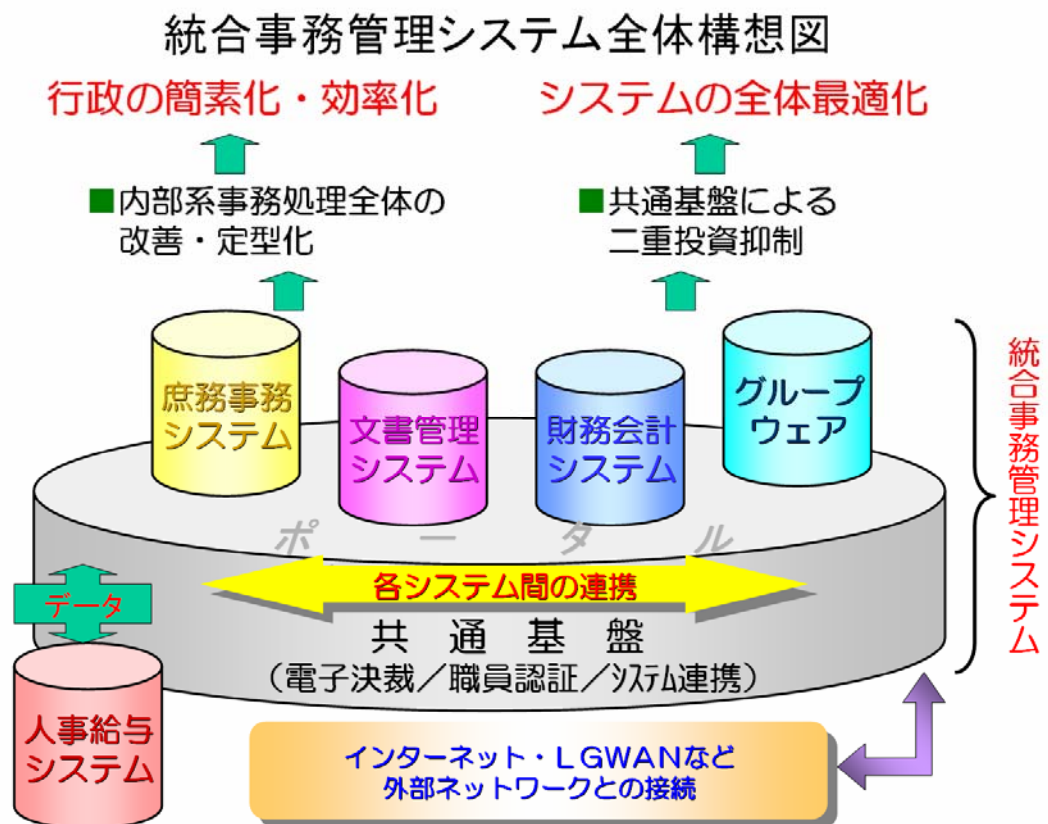 統合事務管理システム全体構想図
行政の簡素化・効率化
システムの全体最適化
■内部系事務処理全体の
改善・定型化
■共通基盤による
二重投資抑制
庶務事務
システム
文書管理
システム
財務会計
システム
グループ
ウェア
統合事務管理システム
ポータル
各システム間の連携
データ
共通基盤
(電子決裁/職員認証/システム連携)
人事給与
システム
インターネット・LGWANなど
外部ネットワークとの接続